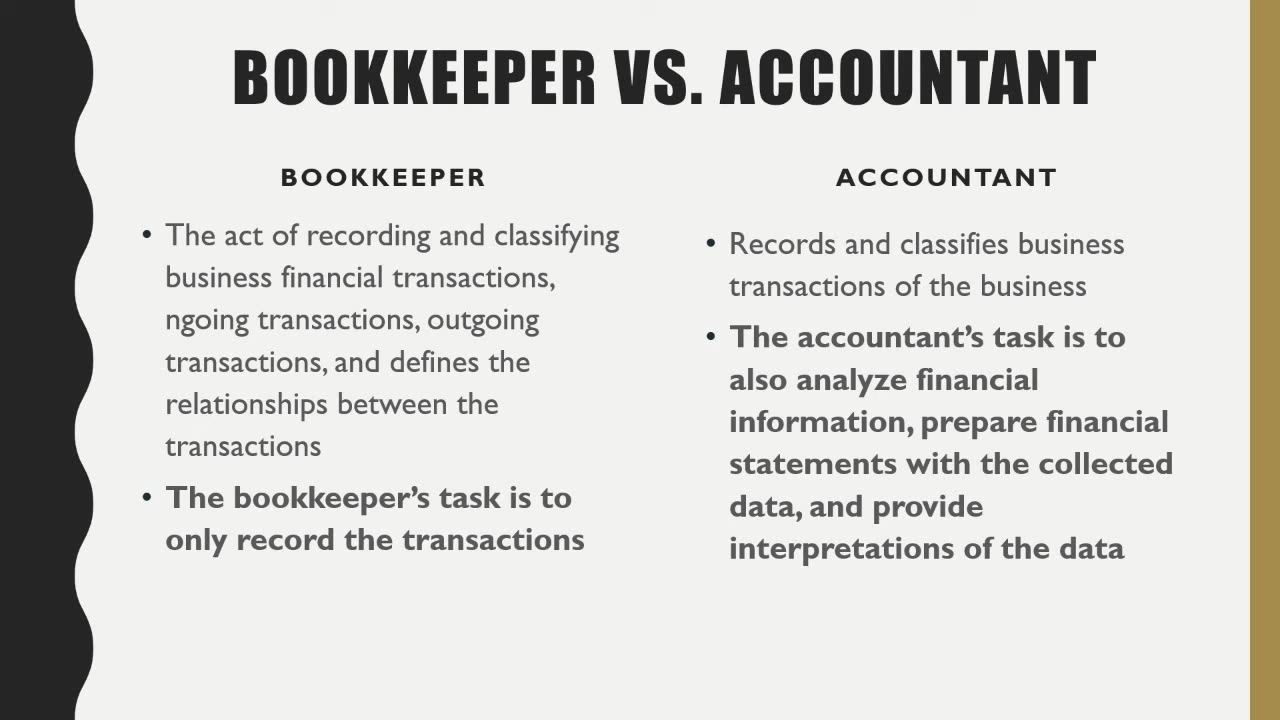 BOOKKEEPER VS. ACCOUNTANT
BOOKKEEPER
• The act of recording and classifying
business financial transactions,
ngoing transactions, outgoing
transactions, and defines the
relationships between the
transactions
• The bookkeeper’s task is to
only record the transactions
ACCOUNTANT
• Records and classifies business
transactions of the business
• The accountant’s task is to
also analyze financial
information, prepare financial
statements with the collected
data, and provide
interpretations of the data